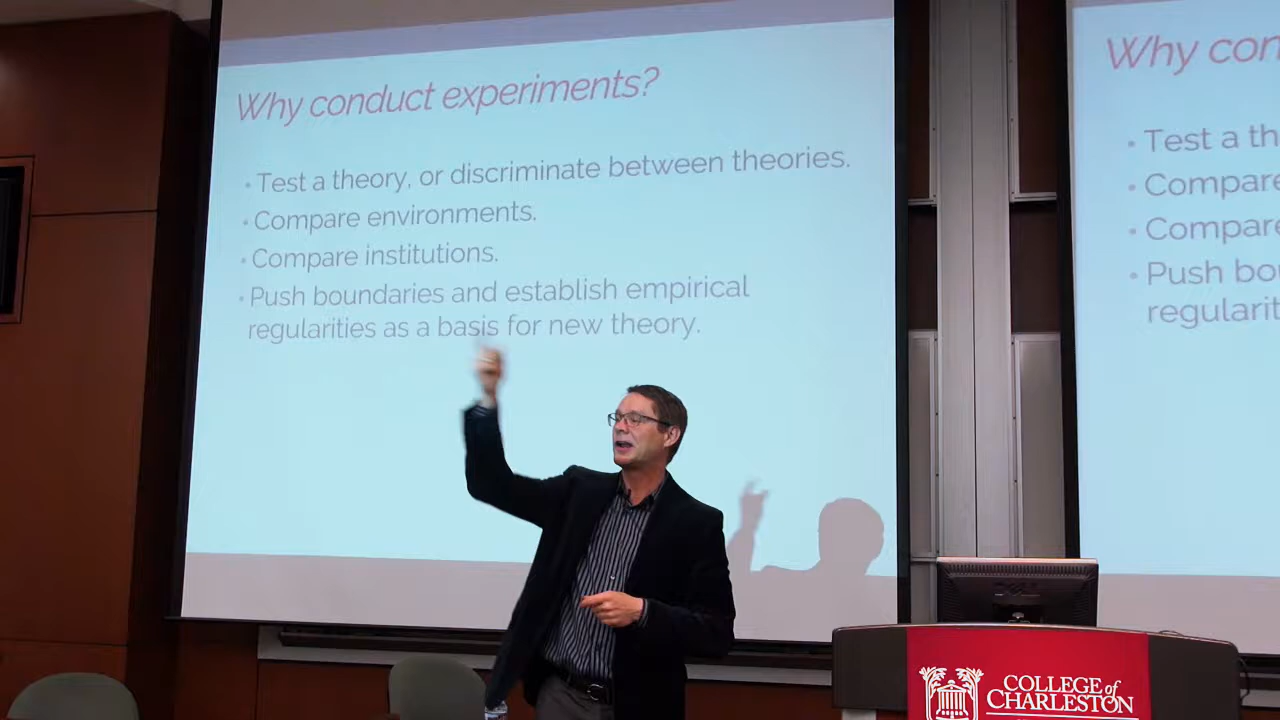 Why conduct experiments?
• Test a theory, or discriminate between theories.
• Compare environments.
• Compare institutions.
• Push boundaries and establish empirical
regularities as a basis for new theory.
Why con
• Test a th
• Compare
• Compare
• Push bou
regularit
DELL
COLLEGE of
CHARLESTON